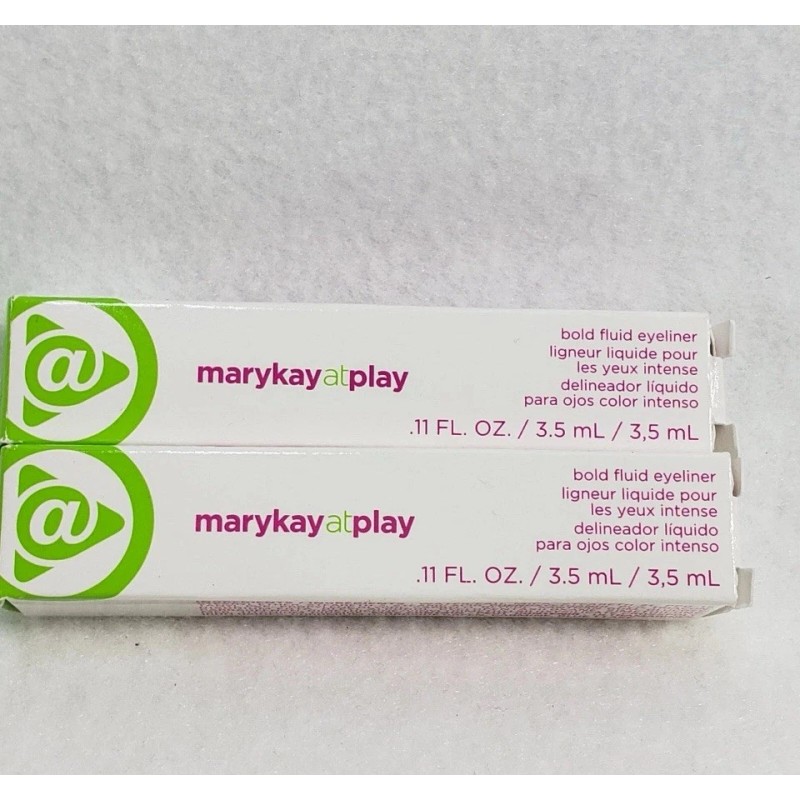 @
marykayatplay
bold fluid eyeliner
ligneur liquide pour
les yeux intense
delineador líquido
para ojos color intenso
.11 FL. OZ. / 3.5 mL / 3,5 mL
@
marykayatplay
bold fluid eyeliner
ligneur liquide pour
les yeux intense
delineador líquido
para ojos color intenso
.11 FL. OZ. / 3.5 mL / 3,5 mL